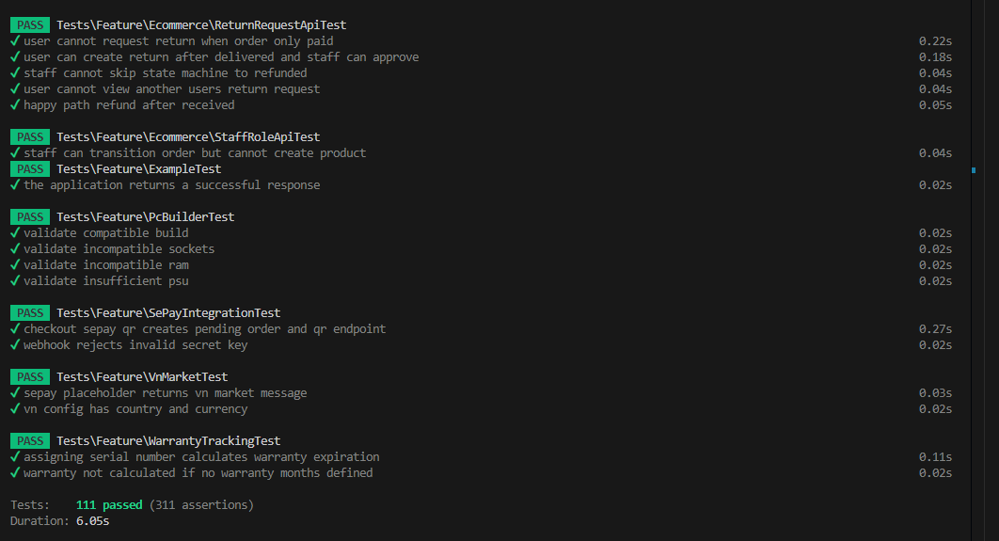 PASS Tests\Feature\Ecommerce\ReturnRequestApiTest
✓ user cannot request return when order only paid 0.22s
✓ user can create return after delivered and staff can approve 0.18s
✓ staff cannot skip state machine to refunded 0.04s
✓ user cannot view another users return request 0.04s
✓ happy path refund after received 0.05s
PASS Tests\Feature\Ecommerce\StaffRoleApiTest
✓ staff can transition order but cannot create product 0.04s
PASS Tests\Feature\ExampleTest
✓ the application returns a successful response 0.02s
PASS Tests\Feature\PcBuilderTest
✓ validate compatible build 0.02s
✓ validate incompatible sockets 0.02s
✓ validate incompatible ram 0.02s
✓ validate insufficient psu 0.02s
PASS Tests\Feature\SePayIntegrationTest
✓ checkout sepay qr creates pending order and qr endpoint 0.27s
✓ webhook rejects invalid secret key 0.02s
PASS Tests\Feature\VnMarketTest
✓ sepay placeholder returns vn market message 0.03s
✓ vn config has country and currency 0.02s
PASS Tests\Feature\WarrantyTrackingTest
✓ assigning serial number calculates warranty expiration 0.11s
✓ warranty not calculated if no warranty months defined 0.02s
Tests: 111 passed (311 assertions)
Duration: 6.05s